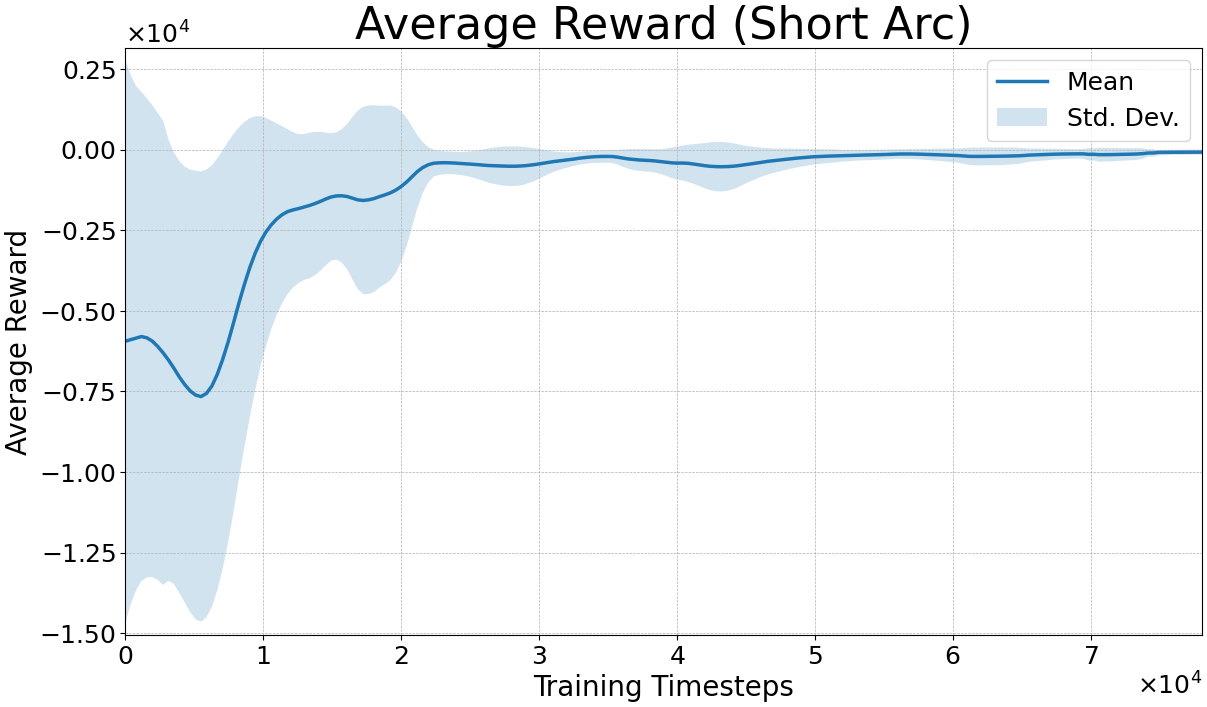 Average Reward (Short Arc)
×10⁴
Mean
Std. Dev.
0.25
0.00
−0.25
−0.50
−0.75
−1.00
−1.25
−1.50
Average Reward
0 1 2 3 4 5 6 7
Training Timesteps
×10⁴